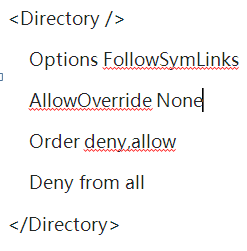 <Directory />
Options FollowSymLinks
AllowOverride None
Order deny,allow
Deny from all
</Directory>